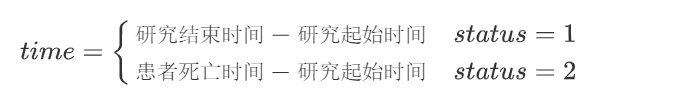 time = { 研究结束时间 − 研究起始时间 status = 1
患者死亡时间 − 研究起始时间 status = 2